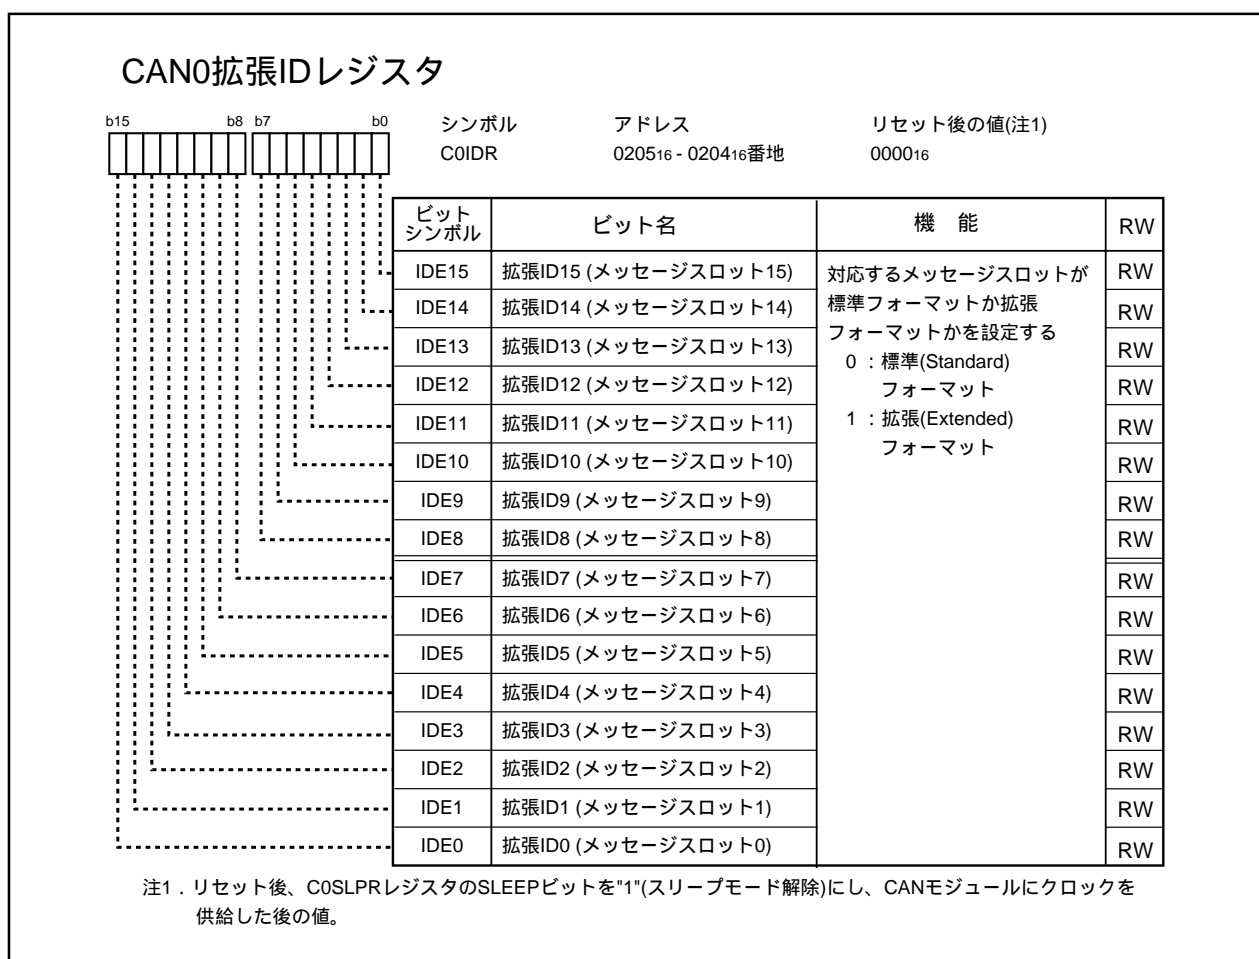 CAN0拡張IDレジスタ
b15 b8 b7 b0
シンボル アドレス リセット後の値(注1)
C0IDR 020516 - 020416番地 000016
ビット
シンボル ビット名 機 能 RW
IDE15 拡張ID15 (メッセージスロット15) RW
IDE14 拡張ID14 (メッセージスロット14) RW
IDE13 拡張ID13 (メッセージスロット13) RW
IDE12 拡張ID12 (メッセージスロット12) RW
IDE11 拡張ID11 (メッセージスロット11) RW
IDE10 拡張ID10 (メッセージスロット10) RW
IDE9 拡張ID9 (メッセージスロット9) RW
IDE8 拡張ID8 (メッセージスロット8) RW
IDE7 拡張ID7 (メッセージスロット7) RW
IDE6 拡張ID6 (メッセージスロット6) RW
IDE5 拡張ID5 (メッセージスロット5) RW
IDE4 拡張ID4 (メッセージスロット4) RW
IDE3 拡張ID3 (メッセージスロット3) RW
IDE2 拡張ID2 (メッセージスロット2) RW
IDE1 拡張ID1 (メッセージスロット1) RW
IDE0 拡張ID0 (メッセージスロット0) RW
対応するメッセージスロットが
標準フォーマットか拡張
フォーマットかを設定する
0 : 標準(Standard)
フォーマット
1 : 拡張(Extended)
フォーマット
注1．リセット後、C0SLPRレジスタのSLEEPビットを"1"(スリープモード解除)にし、CANモジュールにクロックを
供給した後の値。